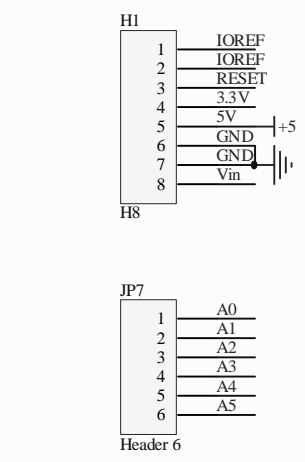 H1
1 IOREF
2 IOREF
3 RESET
4 3.3V
5 5V +5
6 GND
7 GND
8 Vin
H8
JP7
1 A0
2 A1
3 A2
4 A3
5 A4
6 A5
Header 6